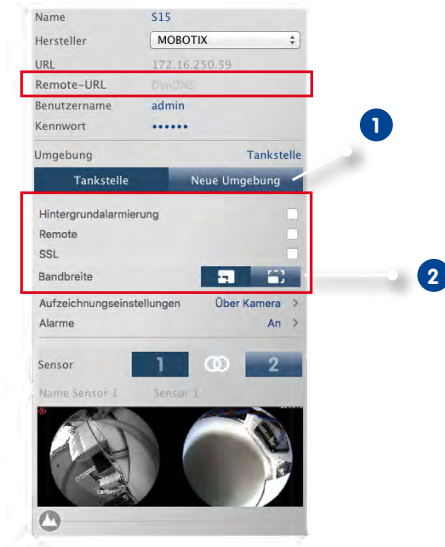 Name S15
Hersteller MOBOTIX
URL 172.16.250.59
Remote-URL DynDNS
Benutzername admin
Kennwort ••••••
1
Umgebung Tankstelle
Tankstelle Neue Umgebung
Hintergrundalarmierung
Remote
SSL
Bandbreite
2
Aufzeichnungseinstellungen Über Kamera >
Alarme An >
Sensor 1 2
Name Sensor 1 Sensor 1